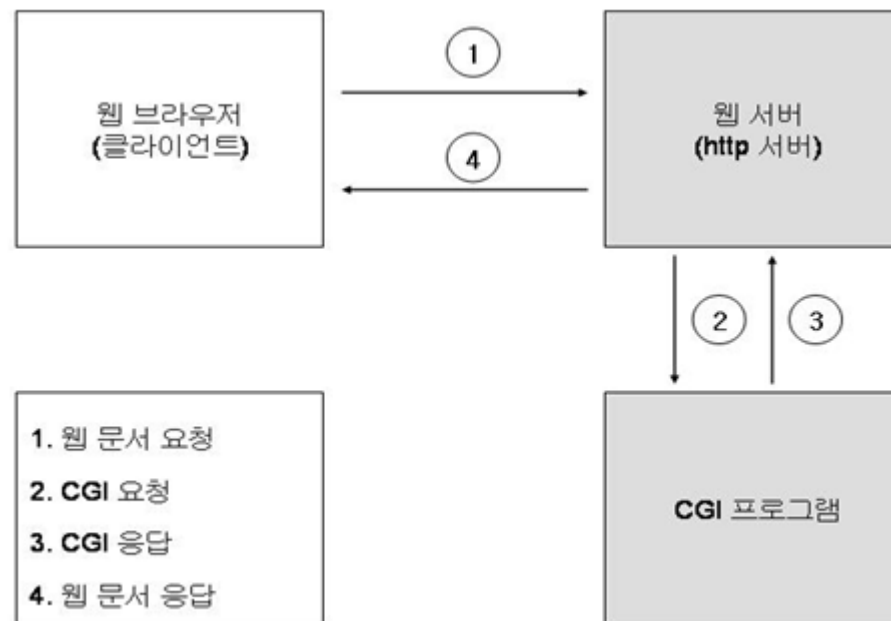 웹 브라우저
(클라이언트)
1
4
웹 서버
(http 서버)
2
3
1. 웹 문서 요청
2. CGI 요청
3. CGI 응답
4. 웹 문서 응답
CGI 프로그램